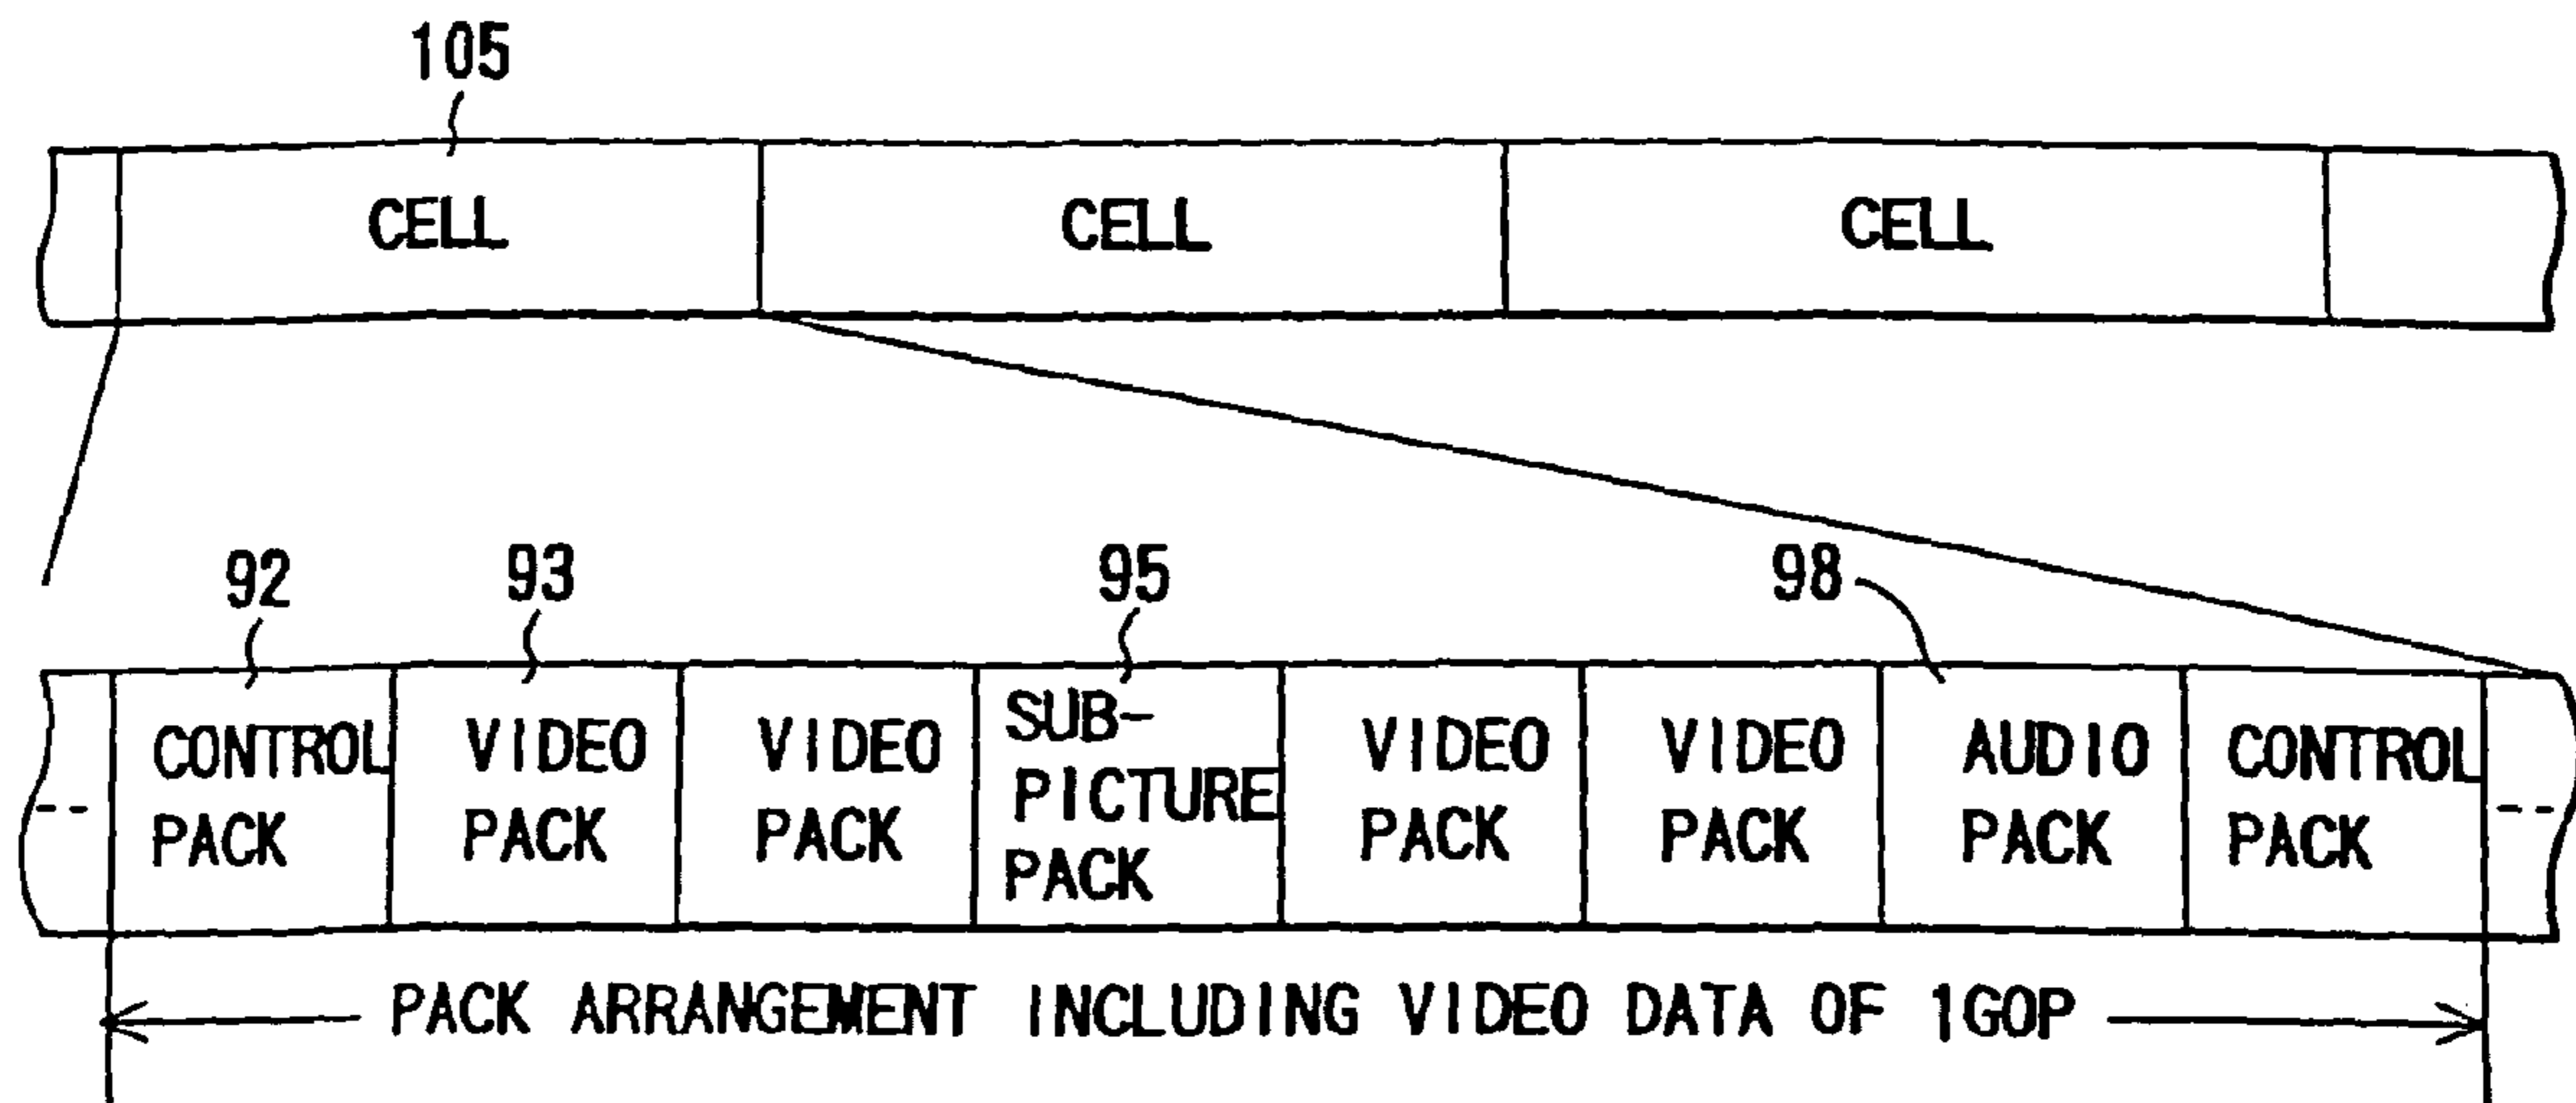 105
CELL CELL CELL
92 93 95 98
CONTROL PACK
VIDEO PACK
VIDEO PACK
SUB-
PICTURE
PACK
VIDEO PACK
VIDEO PACK
AUDIO PACK
CONTROL PACK
-- --
PACK ARRANGEMENT INCLUDING VIDEO DATA OF 1GOP